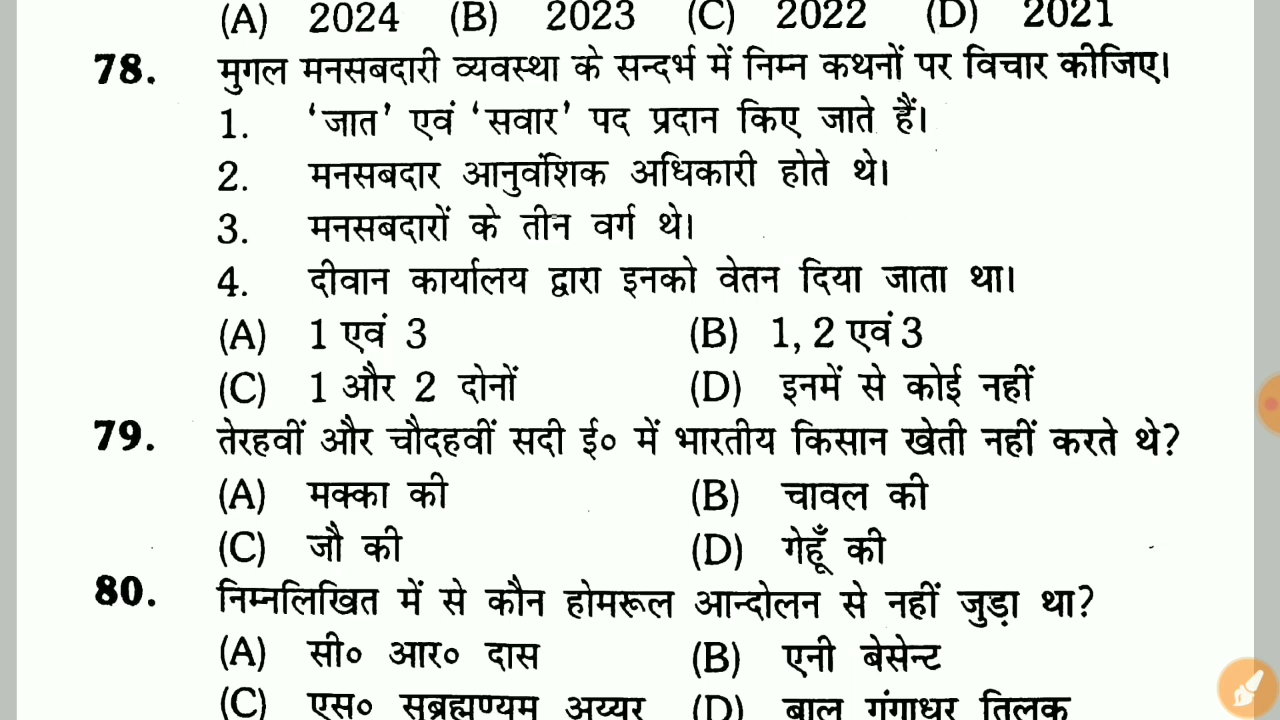 (A) 2024 (B) 2023 (C) 2022 (D) 2021
78. मुगल मनसबदारी व्यवस्था के सन्दर्भ में निम्न कथनों पर विचार कीजिए।
1. 'जात' एवं 'सवार' पद प्रदान किए जाते हैं।
2. मनसबदार आनुवंशिक अधिकारी होते थे।
3. मनसबदारों के तीन वर्ग थे।
4. दीवान कार्यालय द्वारा इनको वेतन दिया जाता था।
(A) 1 एवं 3 (B) 1, 2 एवं 3
(C) 1 और 2 दोनों (D) इनमें से कोई नहीं
79. तेरहवीं और चौदहवीं सदी ई० में भारतीय किसान खेती नहीं करते थे?
(A) मक्का की (B) चावल की
(C) जौ की (D) गेहूँ की
80. निम्नलिखित में से कौन होमरूल आन्दोलन से नहीं जुड़ा था?
(A) सी० आर० दास (B) एनी बेसेन्ट
(C) एस० सुब्रह्मण्यम अय्यर (D) बाल गंगाधर तिलक